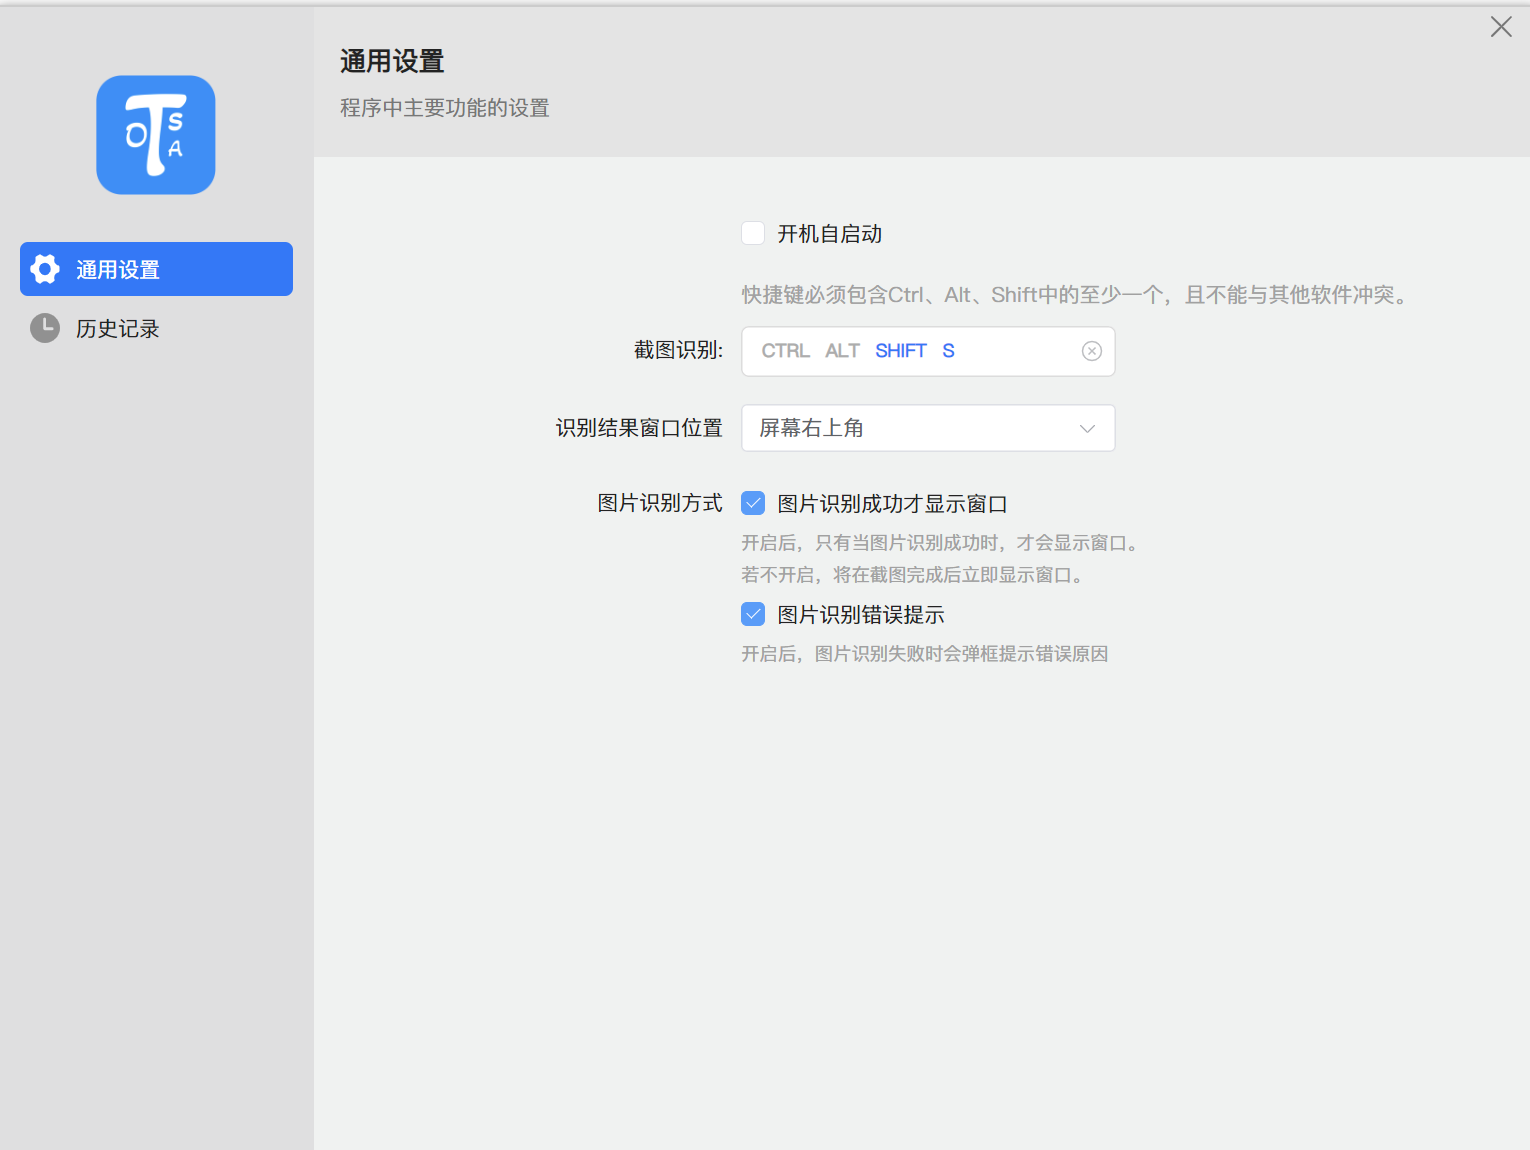 通用设置
程序中主要功能的设置
T
O
S
A
通用设置
历史记录
开机自启动
快捷键必须包含Ctrl、Alt、Shift中的至少一个，且不能与其他软件冲突。
截图识别: CTRL ALT SHIFT S
识别结果窗口位置 屏幕右上角
图片识别方式 图片识别成功才显示窗口
开启后，只有当图片识别成功时，才会显示窗口。
若不开启，将在截图完成后立即显示窗口。
图片识别错误提示
开启后，图片识别失败时会弹框提示错误原因